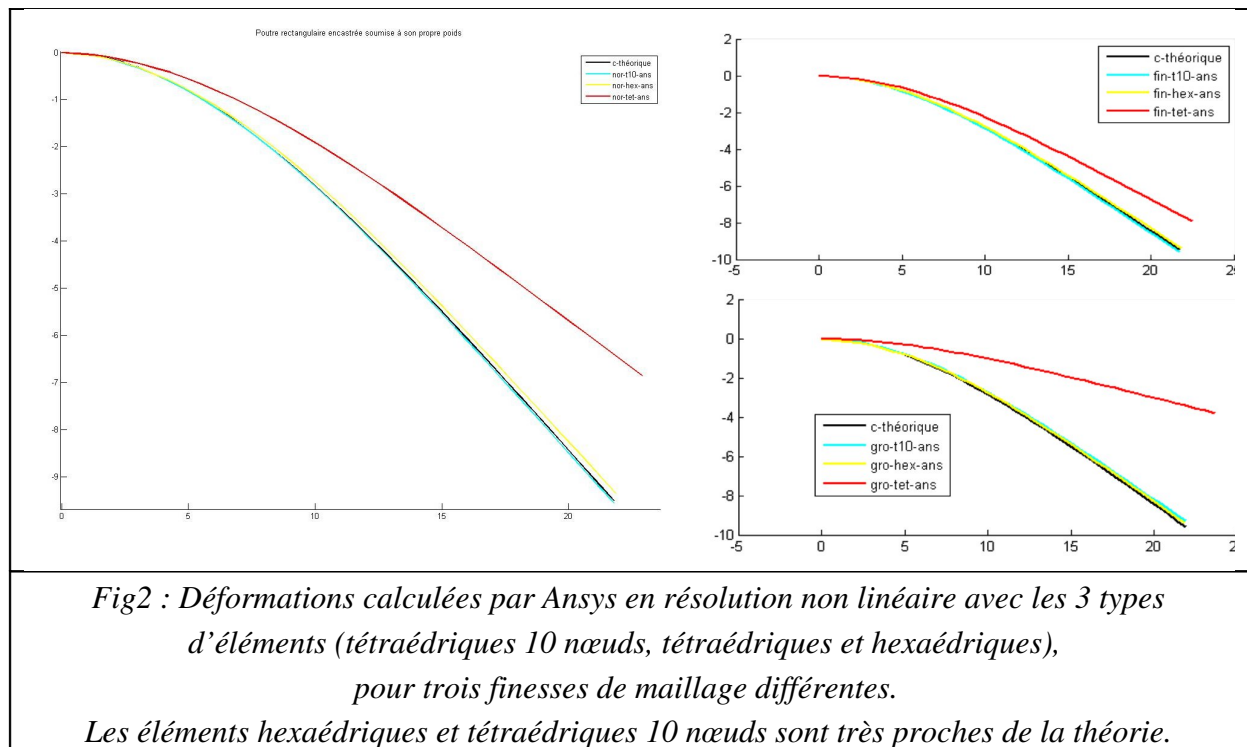 Poutre rectangulaire encastrée soumise à son propre poids
0
-1
-2
-3
-4
-5
-6
-7
-8
-9
0
5
10
15
20
c-théorique
nor-t10-ans
nor-hex-ans
nor-tet-ans
2
0
-2
-4
-6
-8
-10
-5
0
5
10
15
20
25
c-théorique
fin-t10-ans
fin-hex-ans
fin-tet-ans
2
0
-2
-4
-6
-8
-10
-5
0
5
10
15
20
c-théorique
gro-t10-ans
gro-hex-ans
gro-tet-ans
Fig2 : Déformations calculées par Ansys en résolution non linéaire avec les 3 types
d’éléments (tétraédriques 10 nœuds, tétraédriques et hexaédriques),
pour trois finesses de maillage différentes.
Les éléments hexaédriques et tétraédriques 10 nœuds sont très proches de la théorie.